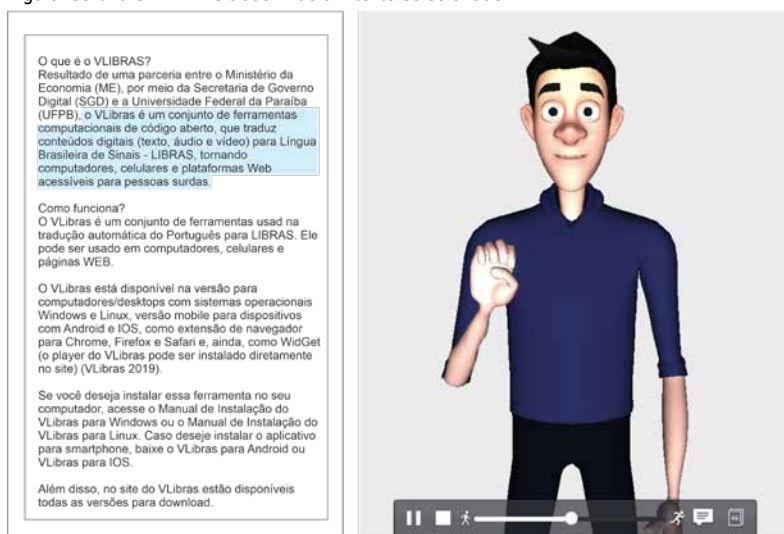 O que é o VLIBRAS?
Resultado de uma parceria entre o Ministério da
Economia (ME), por meio da Secretaria de Governo
Digital (SGD) e a Universidade Federal da Paraíba
(UFPB), o VLibras é um conjunto de ferramentas
computacionais de código aberto, que traduz
conteúdos digitais (texto, áudio e vídeo) para Língua
Brasileira de Sinais - LIBRAS, tornando
computadores, celulares e plataformas Web
acessíveis para pessoas surdas.
Como funciona?
O VLibras é um conjunto de ferramentas usad na
tradução automática do Português para LIBRAS. Ele
pode ser usado em computadores, celulares e
páginas WEB.
O VLibras está disponível na versão para
computadores/desktops com sistemas operacionais
Windows e Linux, versão mobile para dispositivos
com Android e IOS, como extensão de navegador
para Chrome, Firefox e Safari e, ainda, como WidGet
(o player do VLibras pode ser instalado diretamente
no site) (VLibras 2019).
Se você deseja instalar essa ferramenta no seu
computador, acesse o Manual de Instalação do
VLibras para Windows ou o Manual de Instalação do
VLibras para Linux. Caso deseje instalar o aplicativo
para smartphone, baixe o VLibras para Android ou
VLibras para IOS.
Além disso, no site do VLibras estão disponíveis
todas as versões para download.